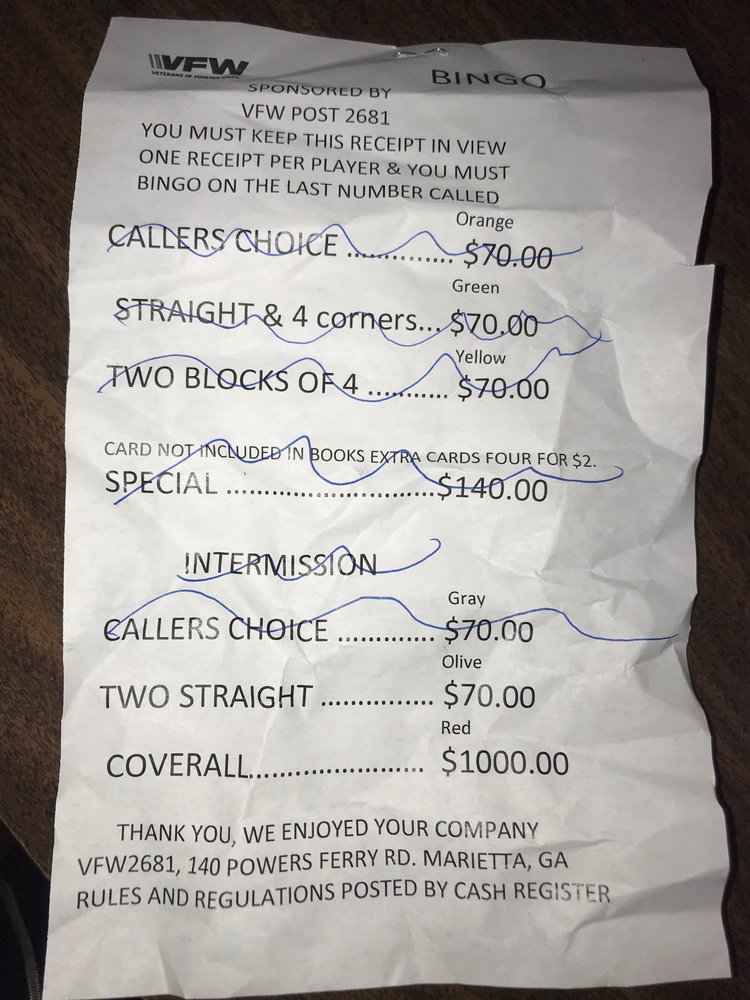 VFW
VETERANS OF FOREIGN WARS
BINGO
SPONSORED BY
VFW POST 2681
YOU MUST KEEP THIS RECEIPT IN VIEW
ONE RECEIPT PER PLAYER & YOU MUST
BINGO ON THE LAST NUMBER CALLED
Orange
CALLERS CHOICE .............. $70.00
Green
STRAIGHT & 4 corners... $70.00
Yellow
TWO BLOCKS OF 4 ........... $70.00
CARD NOT INCLUDED IN BOOKS EXTRA CARDS FOUR FOR $2.
SPECIAL ............................$140.00
INTERMISSION
Gray
CALLERS CHOICE ............. $70.00
Olive
TWO STRAIGHT ............... $70.00
Red
COVERALL....................... $1000.00
THANK YOU, WE ENJOYED YOUR COMPANY
VFW2681, 140 POWERS FERRY RD. MARIETTA, GA
RULES AND REGULATIONS POSTED BY CASH REGISTER